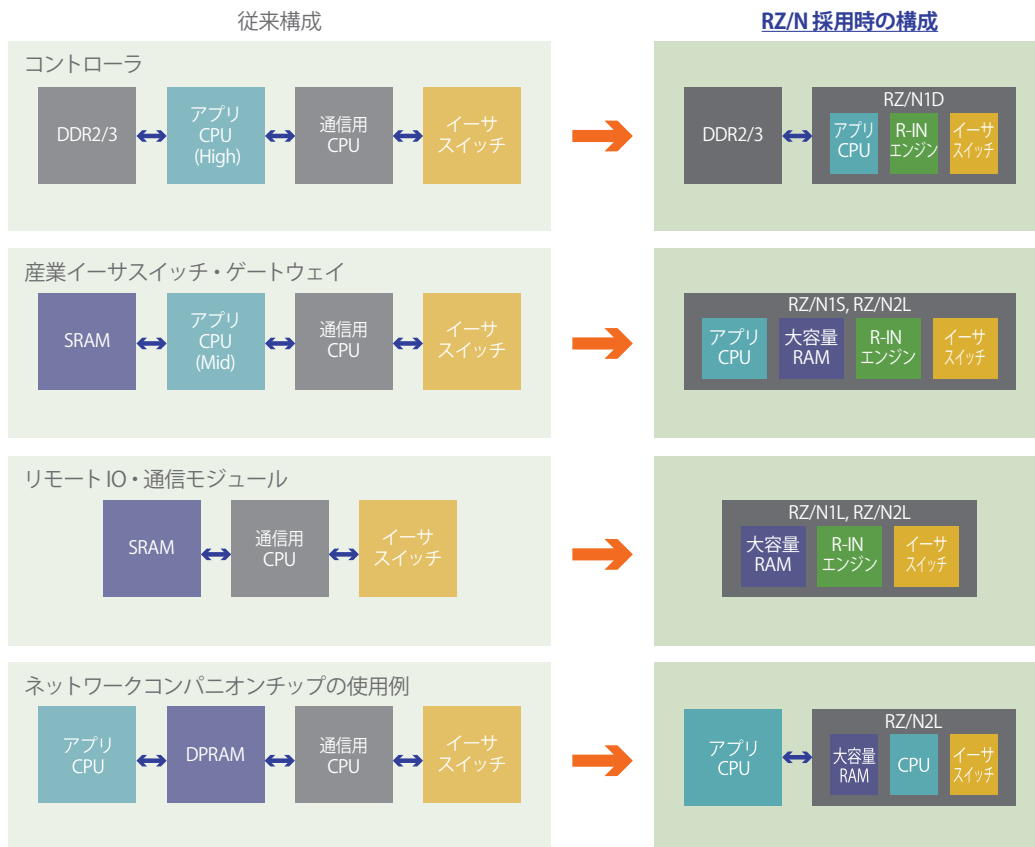 従来構成
RZ/N 採用時の構成
コントローラ
DDR2/3
アプリ
CPU
(High)
通信用
CPU
イーサ
スイッチ
DDR2/3
RZ/N1D
アプリ
CPU
R-IN
エンジン
イーサ
スイッチ
産業イーサスイッチ・ゲートウェイ
SRAM
アプリ
CPU
(Mid)
通信用
CPU
イーサ
スイッチ
RZ/N1S, RZ/N2L
アプリ
CPU
大容量
RAM
R-IN
エンジン
イーサ
スイッチ
リモート IO・通信モジュール
SRAM
通信用
CPU
イーサ
スイッチ
RZ/N1L, RZ/N2L
大容量
RAM
R-IN
エンジン
イーサ
スイッチ
ネットワークコンパニオンチップの使用例
アプリ
CPU
DPRAM
通信用
CPU
イーサ
スイッチ
アプリ
CPU
RZ/N2L
大容量
RAM
CPU
イーサ
スイッチ